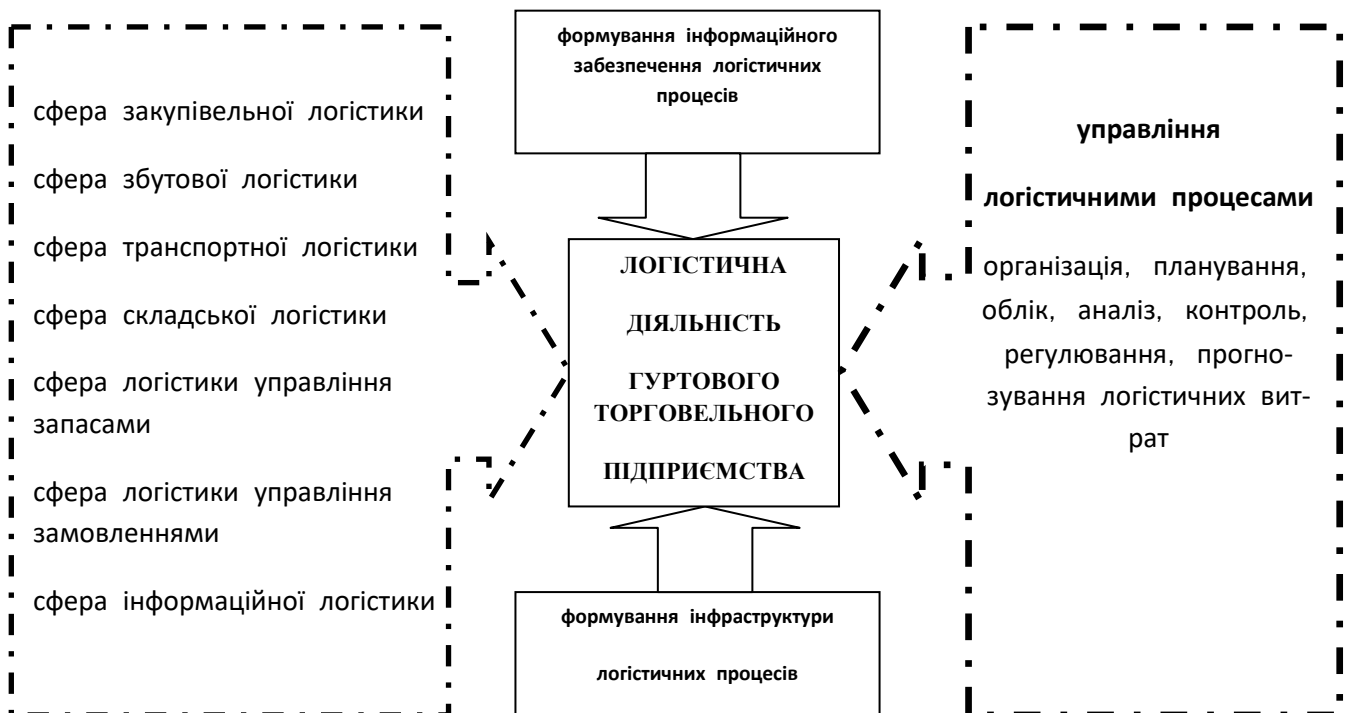 формування інформаційного
забезпечення логістичних
процесів
сфера закупівельної логістики
сфера збутової логістики
сфера транспортної логістики
сфера складської логістики
сфера логістики управління
запасами
сфера логістики управління
замовленнями
сфера інформаційної логістики
ЛОГІСТИЧНА
ДІЯЛЬНІСТЬ
ГУРТОВОГО
ТОРГОВЕЛЬНОГО
ПІДПРИЄМСТВА
управління
логістичними процесами
організація, планування,
облік, аналіз, контроль,
регулювання, прогно-
зування логістичних вит-
рат
формування інфраструктури
логістичних процесів